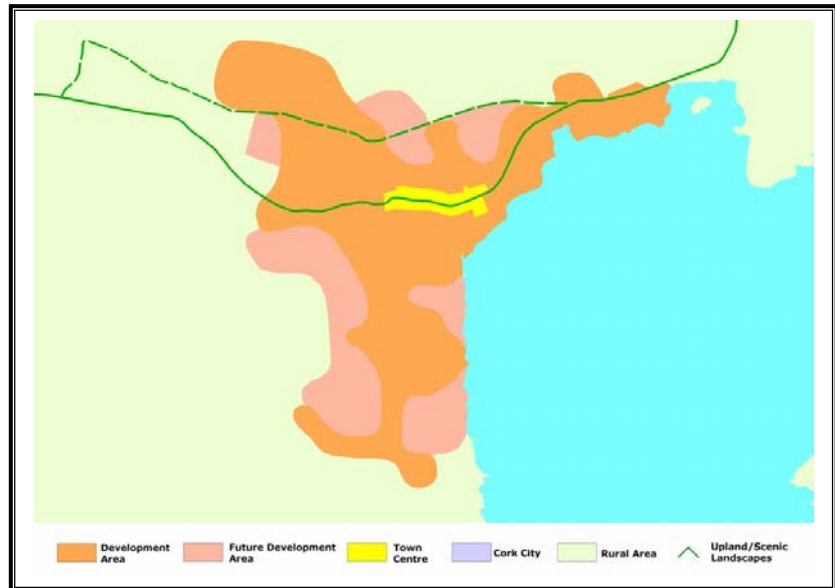 Development
Area
Future Development
Area
Town
Centre
Cork City
Rural Area
Upland/Scenic
Landscapes